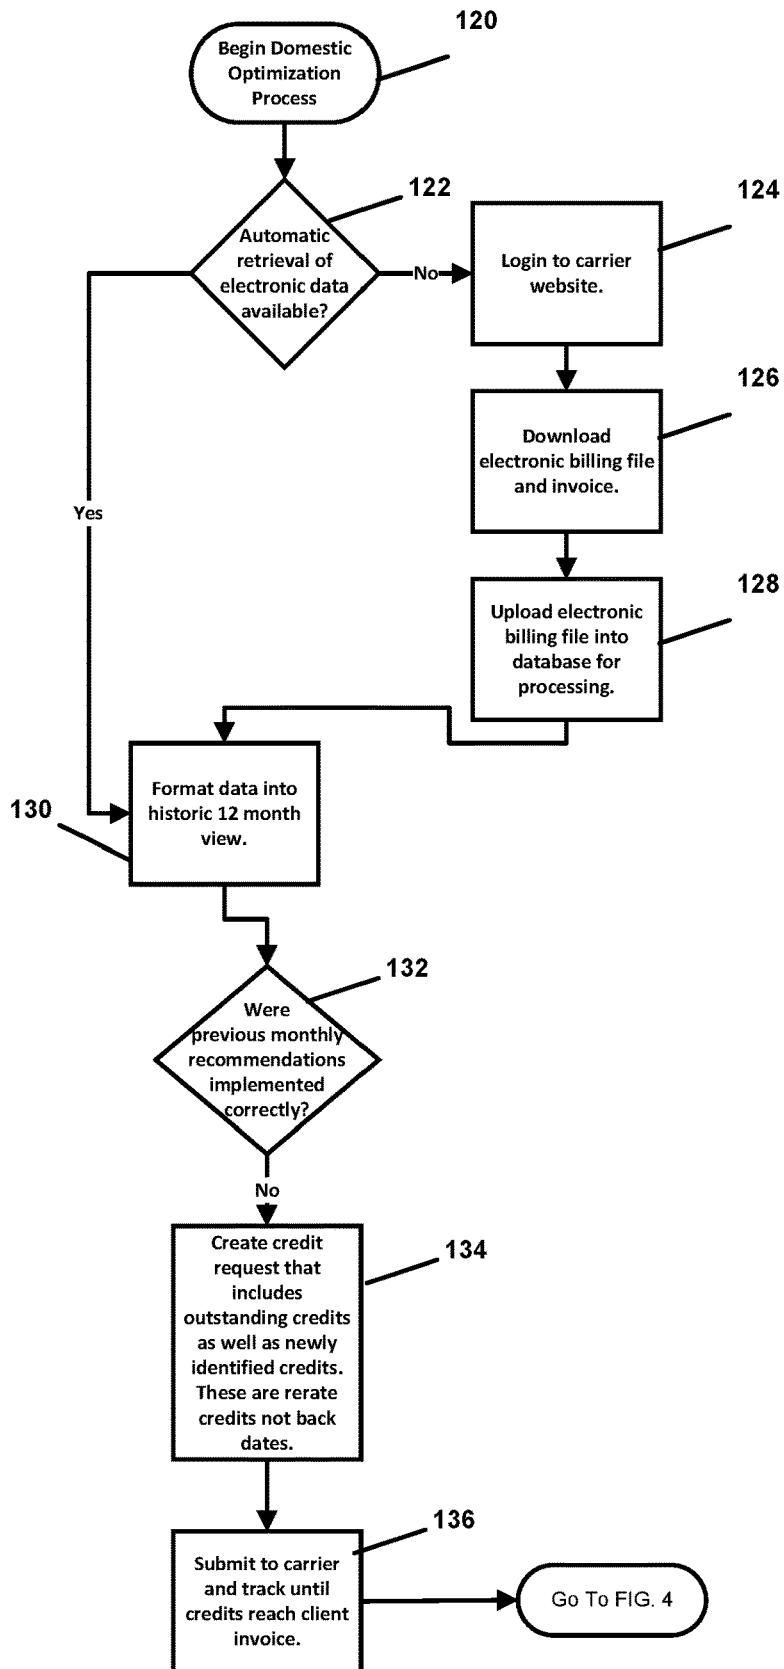 120
Begin Domestic
Optimization
Process
122
Automatic
retrieval of
electronic data
available?
No
124
Login to carrier
website.
126
Download
electronic billing file
and invoice.
Yes
128
Upload electronic
billing file into
database for
processing.
130
Format data into
historic 12 month
view.
132
Were
previous monthly
recommendations
implemented
correctly?
No
134
Create credit
request that
includes
outstanding credits
as well as newly
identified credits.
These are rerate
credits not back
dates.
136
Submit to carrier
and track until
credits reach client
invoice.
Go To FIG. 4